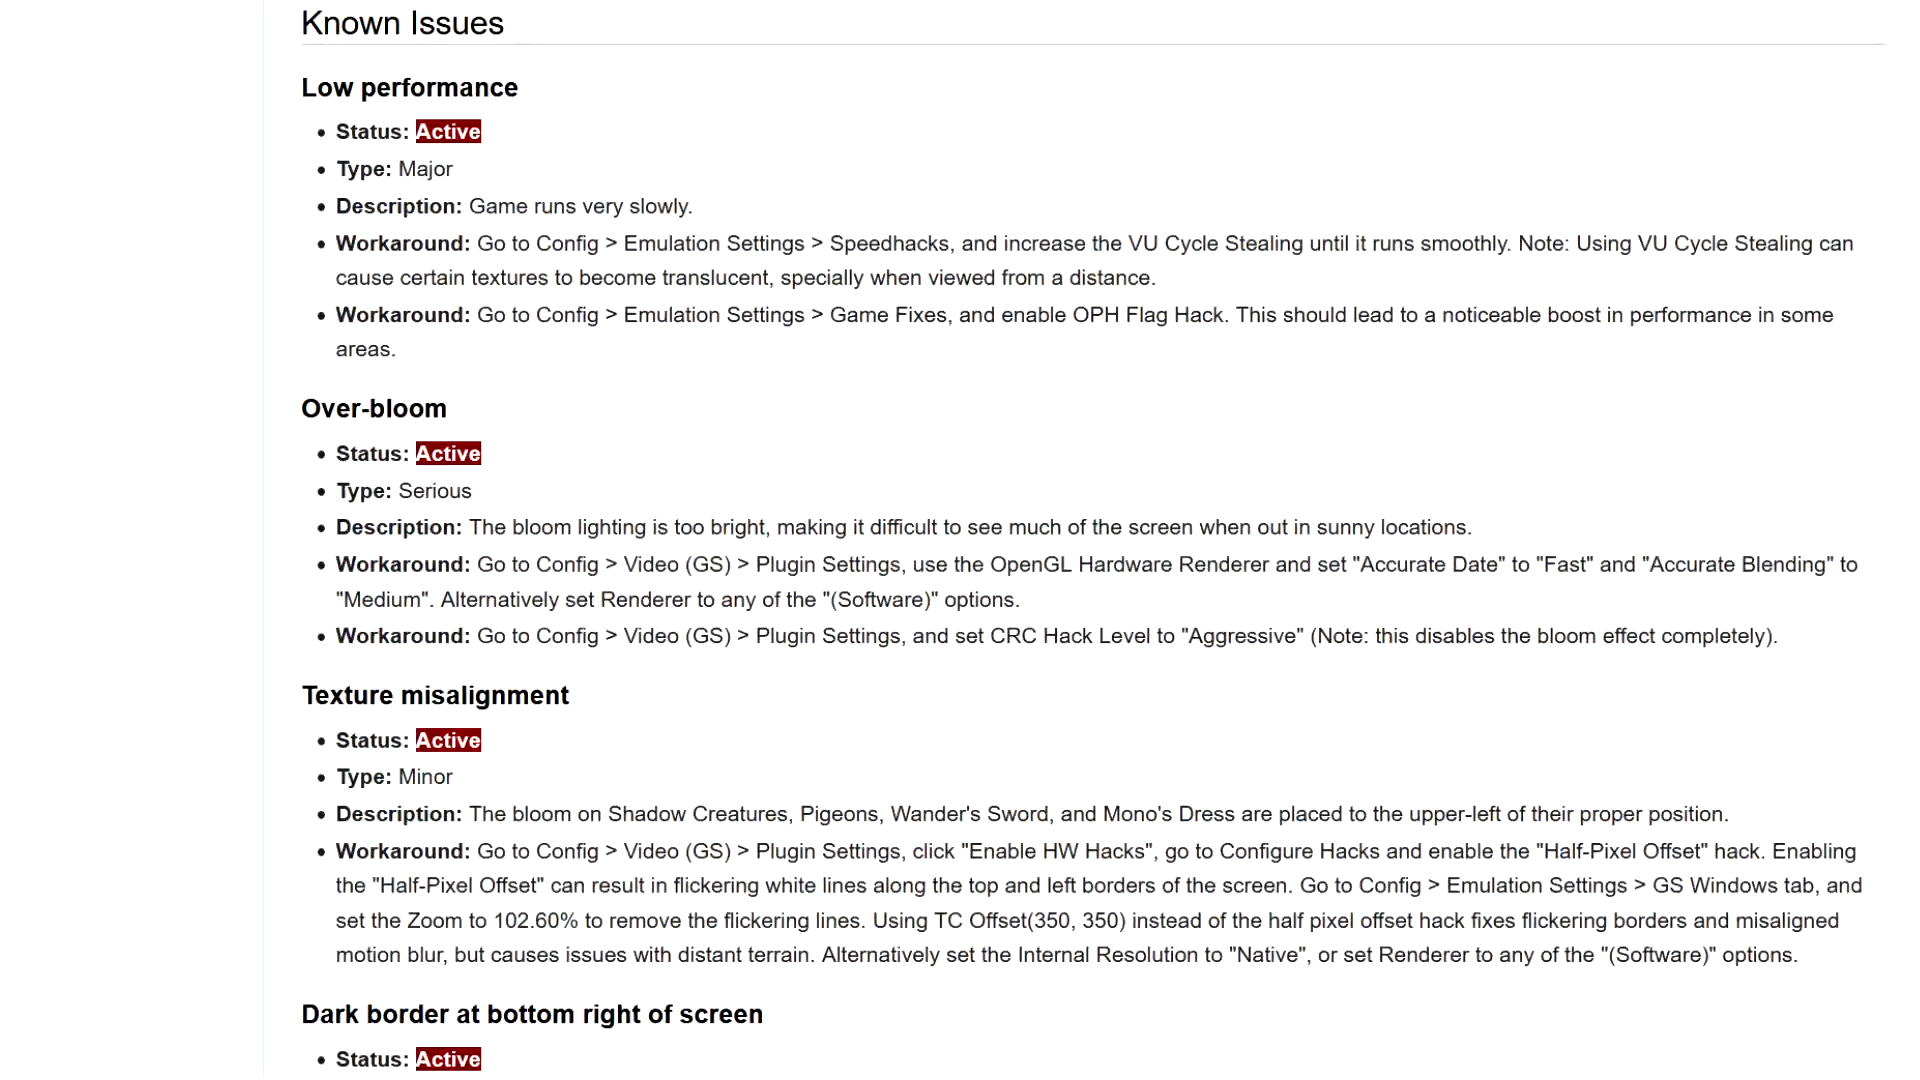 Known Issues
Low performance
Status: Active
Type: Major
Description: Game runs very slowly.
Workaround: Go to Config > Emulation Settings > Speedhacks, and increase the VU Cycle Stealing until it runs smoothly. Note: Using VU Cycle Stealing can
cause certain textures to become translucent, specially when viewed from a distance.
Workaround: Go to Config > Emulation Settings > Game Fixes, and enable OPH Flag Hack. This should lead to a noticeable boost in performance in some
areas.
Over-bloom
Status: Active
Type: Serious
Description: The bloom lighting is too bright, making it difficult to see much of the screen when out in sunny locations.
Workaround: Go to Config > Video (GS) > Plugin Settings, use the OpenGL Hardware Renderer and set "Accurate Date" to "Fast" and "Accurate Blending" to
"Medium". Alternatively set Renderer to any of the "(Software)" options.
Workaround: Go to Config > Video (GS) > Plugin Settings, and set CRC Hack Level to "Aggressive" (Note: this disables the bloom effect completely).
Texture misalignment
Status: Active
Type: Minor
Description: The bloom on Shadow Creatures, Pigeons, Wander's Sword, and Mono's Dress are placed to the upper-left of their proper position.
Workaround: Go to Config > Video (GS) > Plugin Settings, click "Enable HW Hacks", go to Configure Hacks and enable the "Half-Pixel Offset" hack. Enabling
the "Half-Pixel Offset" can result in flickering white lines along the top and left borders of the screen. Go to Config > Emulation Settings > GS Windows tab, and
set the Zoom to 102.60% to remove the flickering lines. Using TC Offset(350, 350) instead of the half pixel offset hack fixes flickering borders and misaligned
motion blur, but causes issues with distant terrain. Alternatively set the Internal Resolution to "Native", or set Renderer to any of the "(Software)" options.
Dark border at bottom right of screen
Status: Active